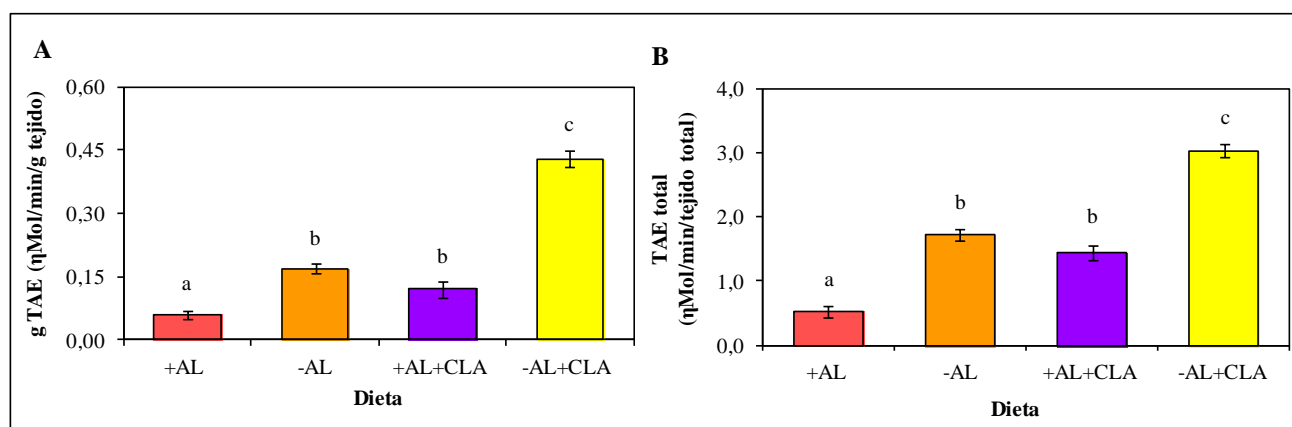 A
g TAE (ηMol/min/g tejido)
0,60
0,45
0,30
0,15
0,00
a
b
b
c
+AL
-AL
+AL+CLA
-AL+CLA
Dieta
B
TAE total
(ηMol/min/tejido total)
4,0
3,0
2,0
1,0
0,0
a
b
b
c
+AL
-AL
+AL+CLA
-AL+CLA
Dieta